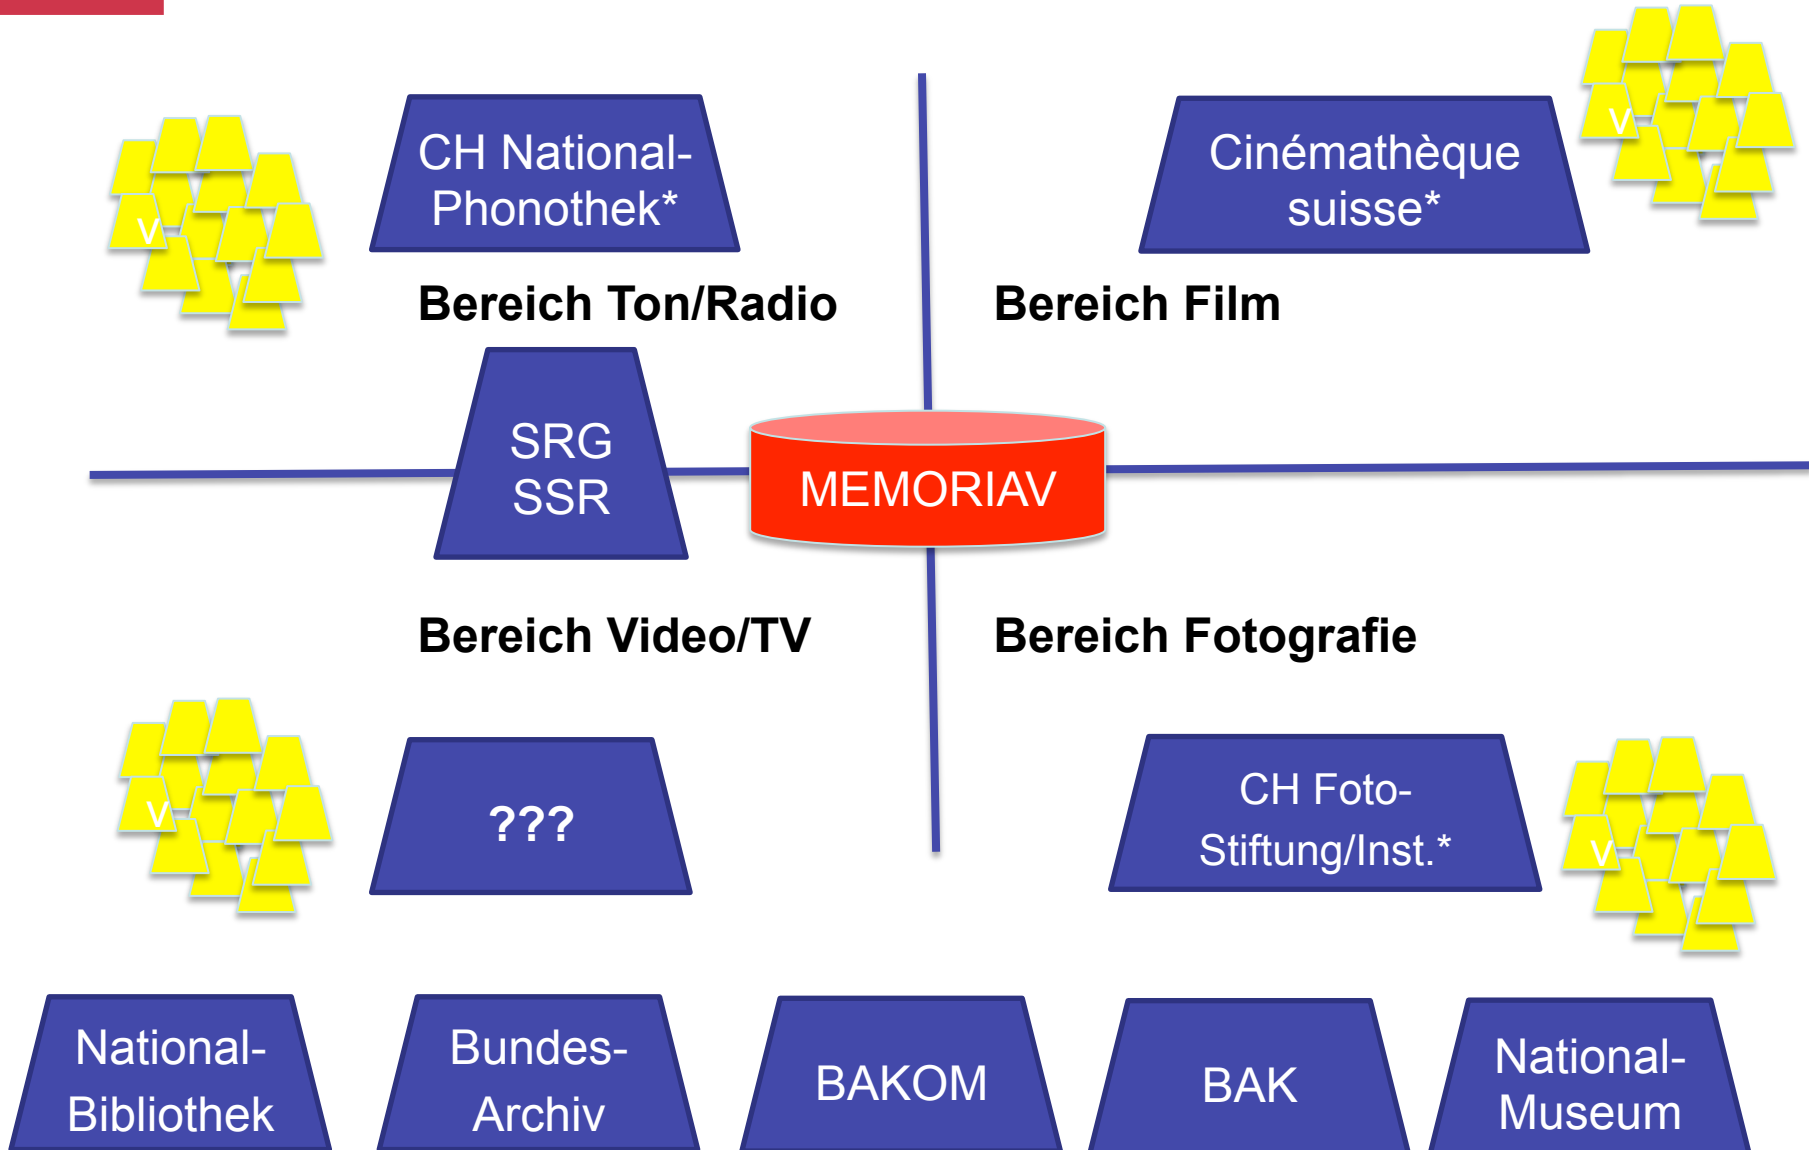 CH National-
Phonothek*
V
Cinémathèque
suisse*
V
Bereich Ton/Radio
Bereich Film
SRG
SSR
MEMORIAV
Bereich Video/TV
Bereich Fotografie
V
???
CH Foto-
Stiftung/Inst.*
V
National-
Bibliothek
Bundes-
Archiv
BAKOM
BAK
National-
Museum